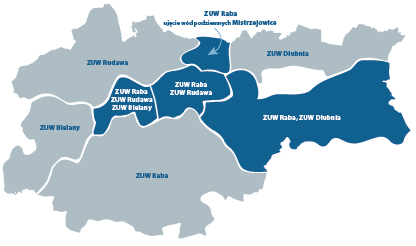 ZUW Raba
ujęcie wód podziemnych Mistrzejowice
ZUW Rudawa
ZUW Dłubnia
ZUW Raba
ZUW Rudawa
ZUW Bielany
ZUW Raba
ZUW Rudawa
ZUW Bielany
ZUW Raba, ZUW Dłubnia
ZUW Raba